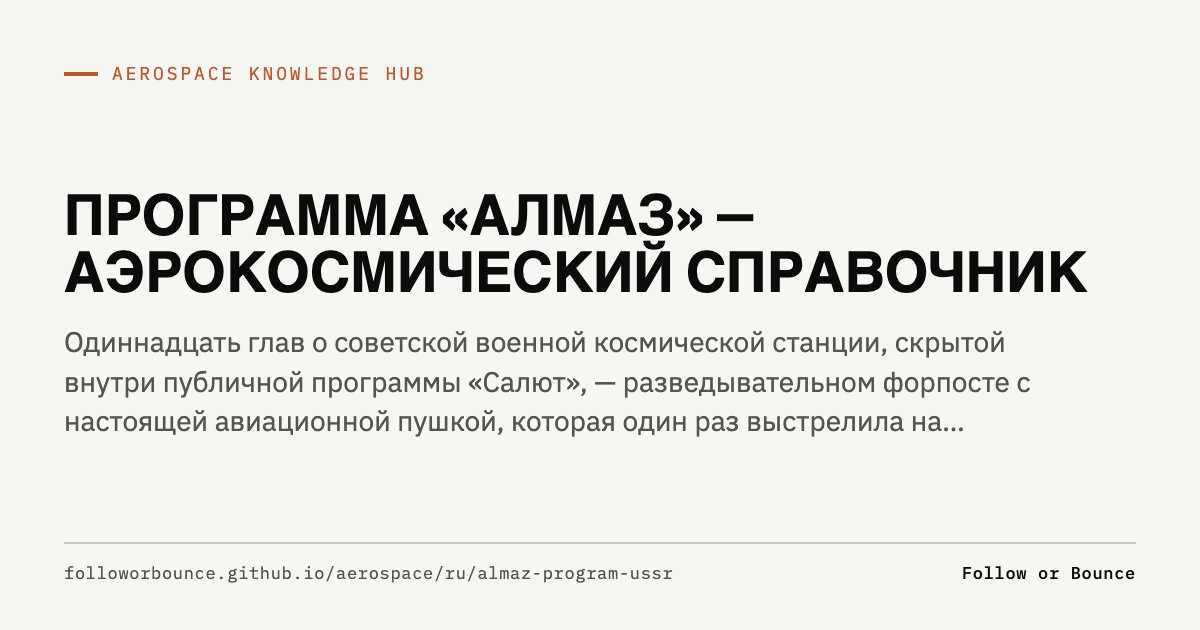 AEROSPACE KNOWLEDGE HUB
ПРОГРАММА «АЛМАЗ» —
АЭРОКОСМИЧЕСКИЙ СПРАВОЧНИК
Одиннадцать глав о советской военной космической станции, скрытой
внутри публичной программы «Салют», — разведывательном форпосте с
настоящей авиационной пушкой, которая один раз выстрелила на…
followorbounce.github.io/aerospace/ru/almaz-program-ussr
Follow or Bounce